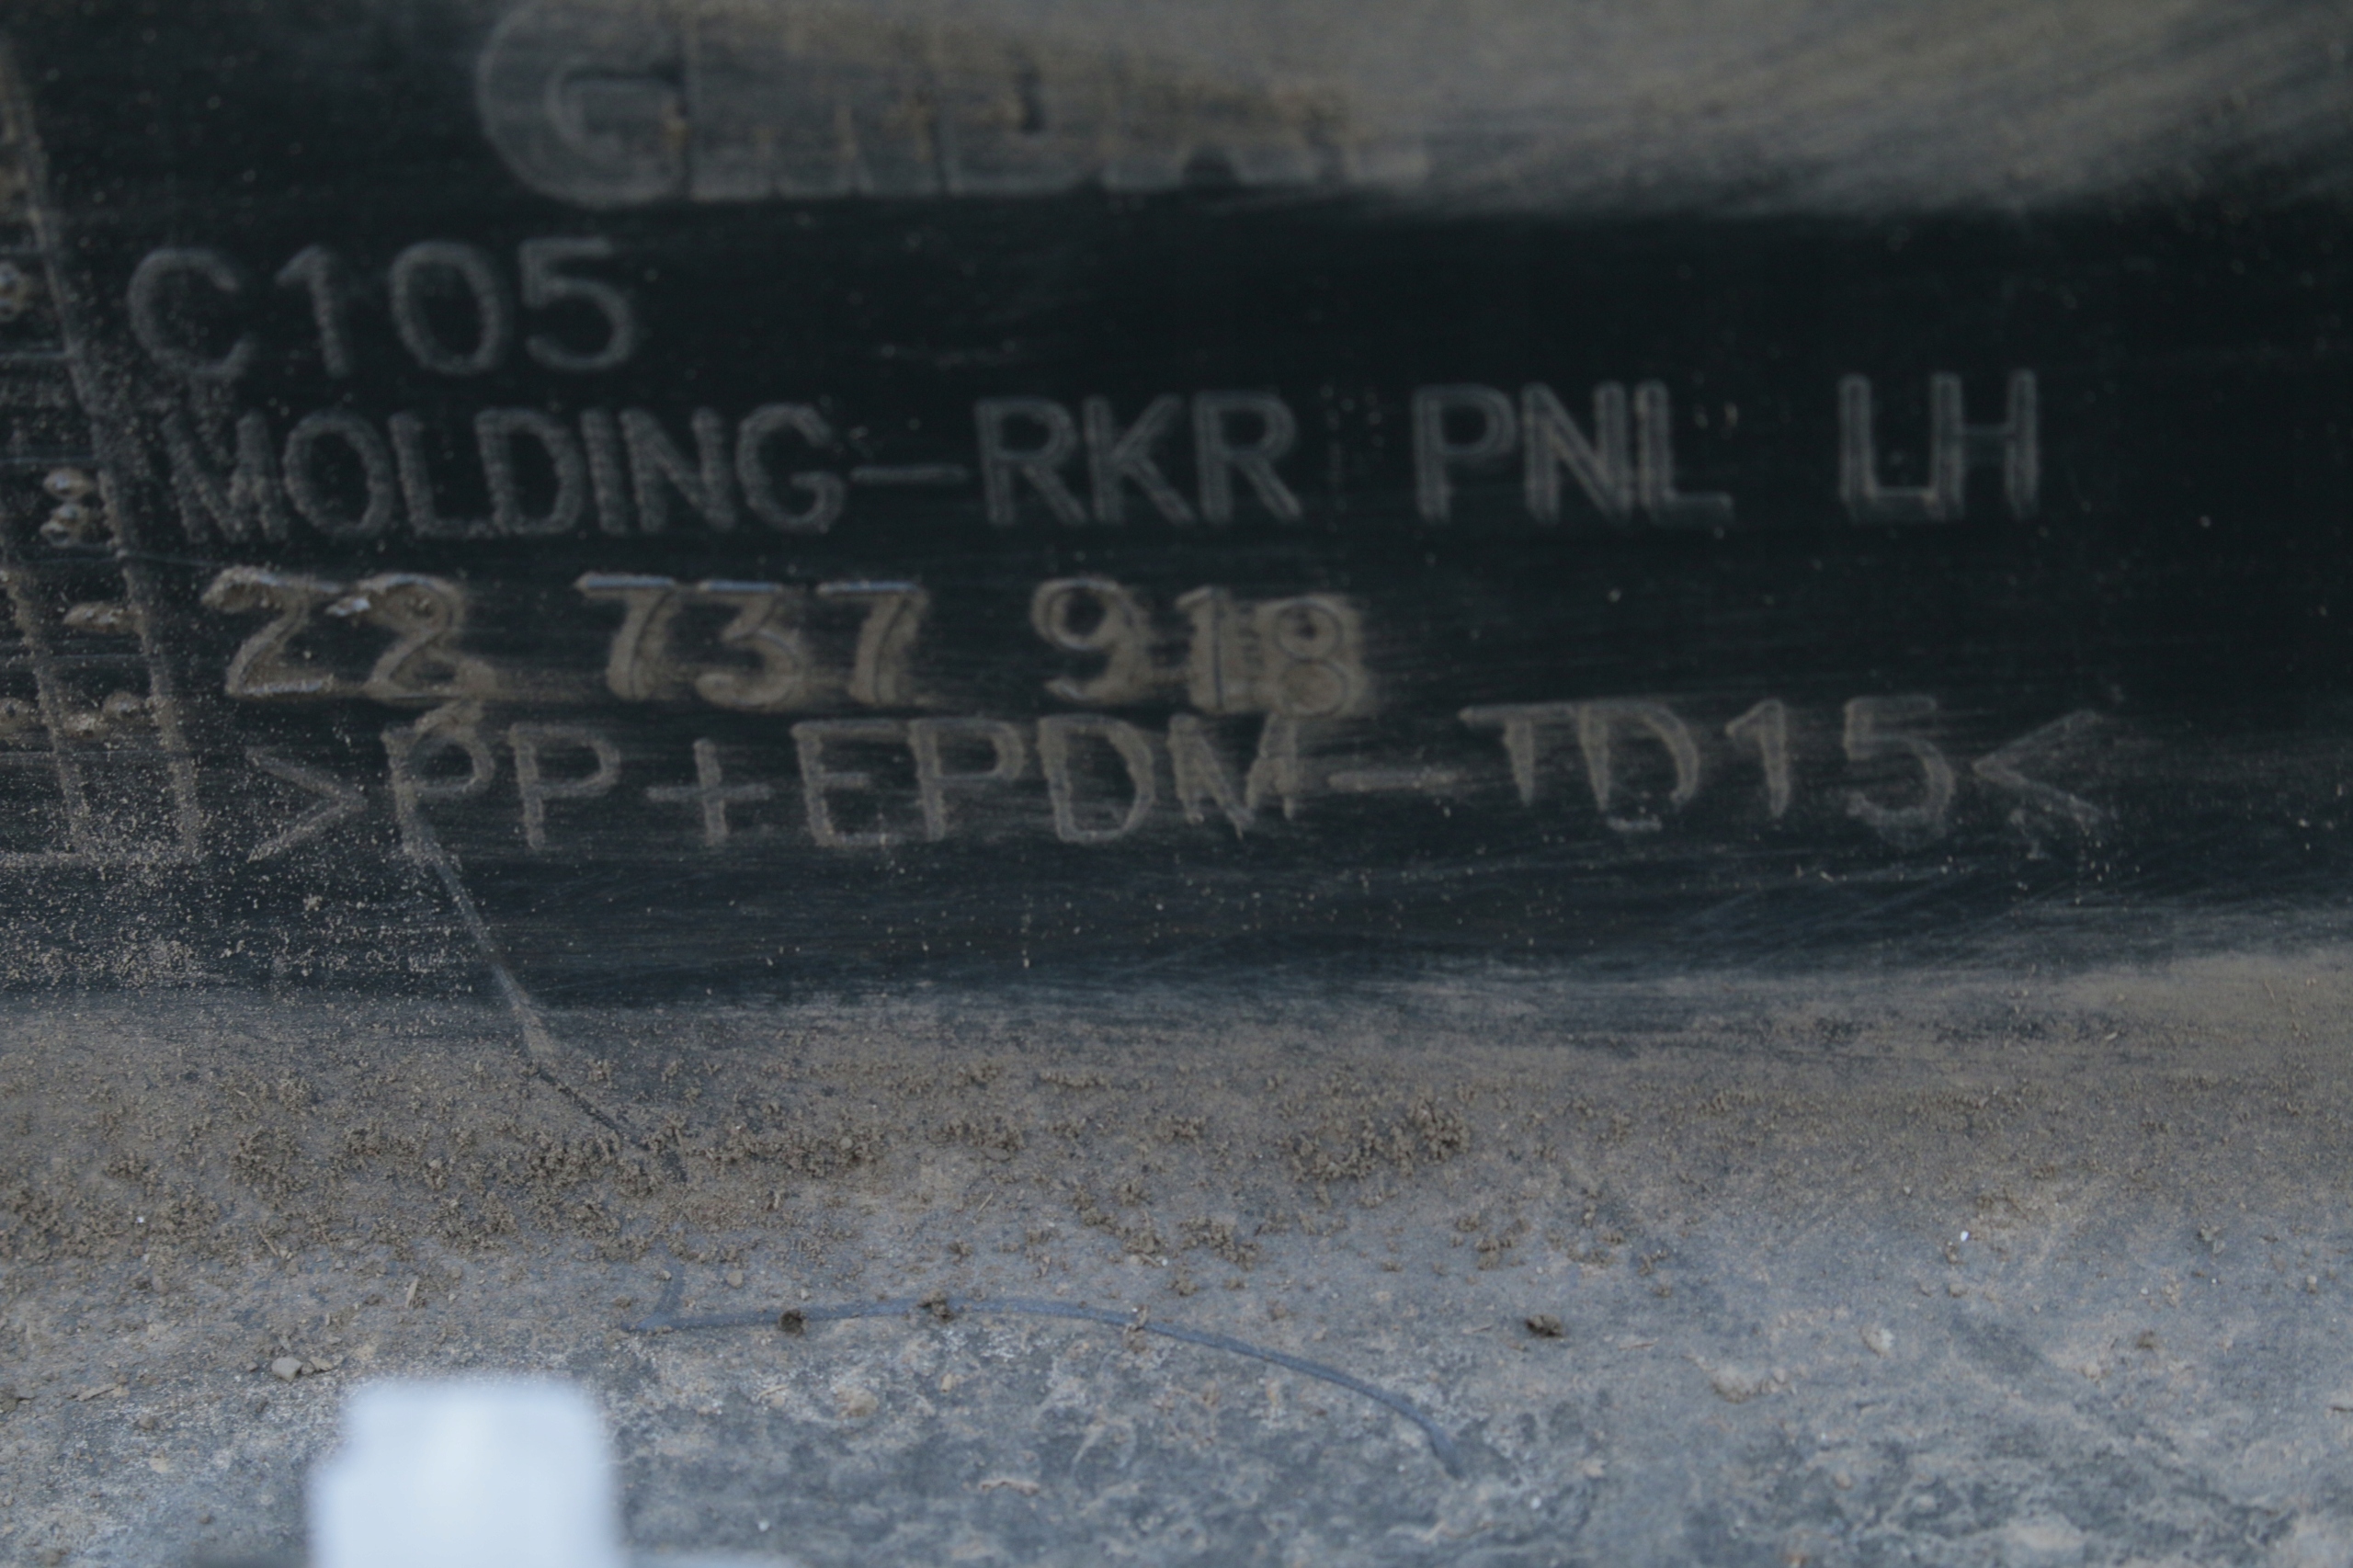 C105
MOLDING-RKR PNL LH
22 737 918
>PP+EPDM-TD15<